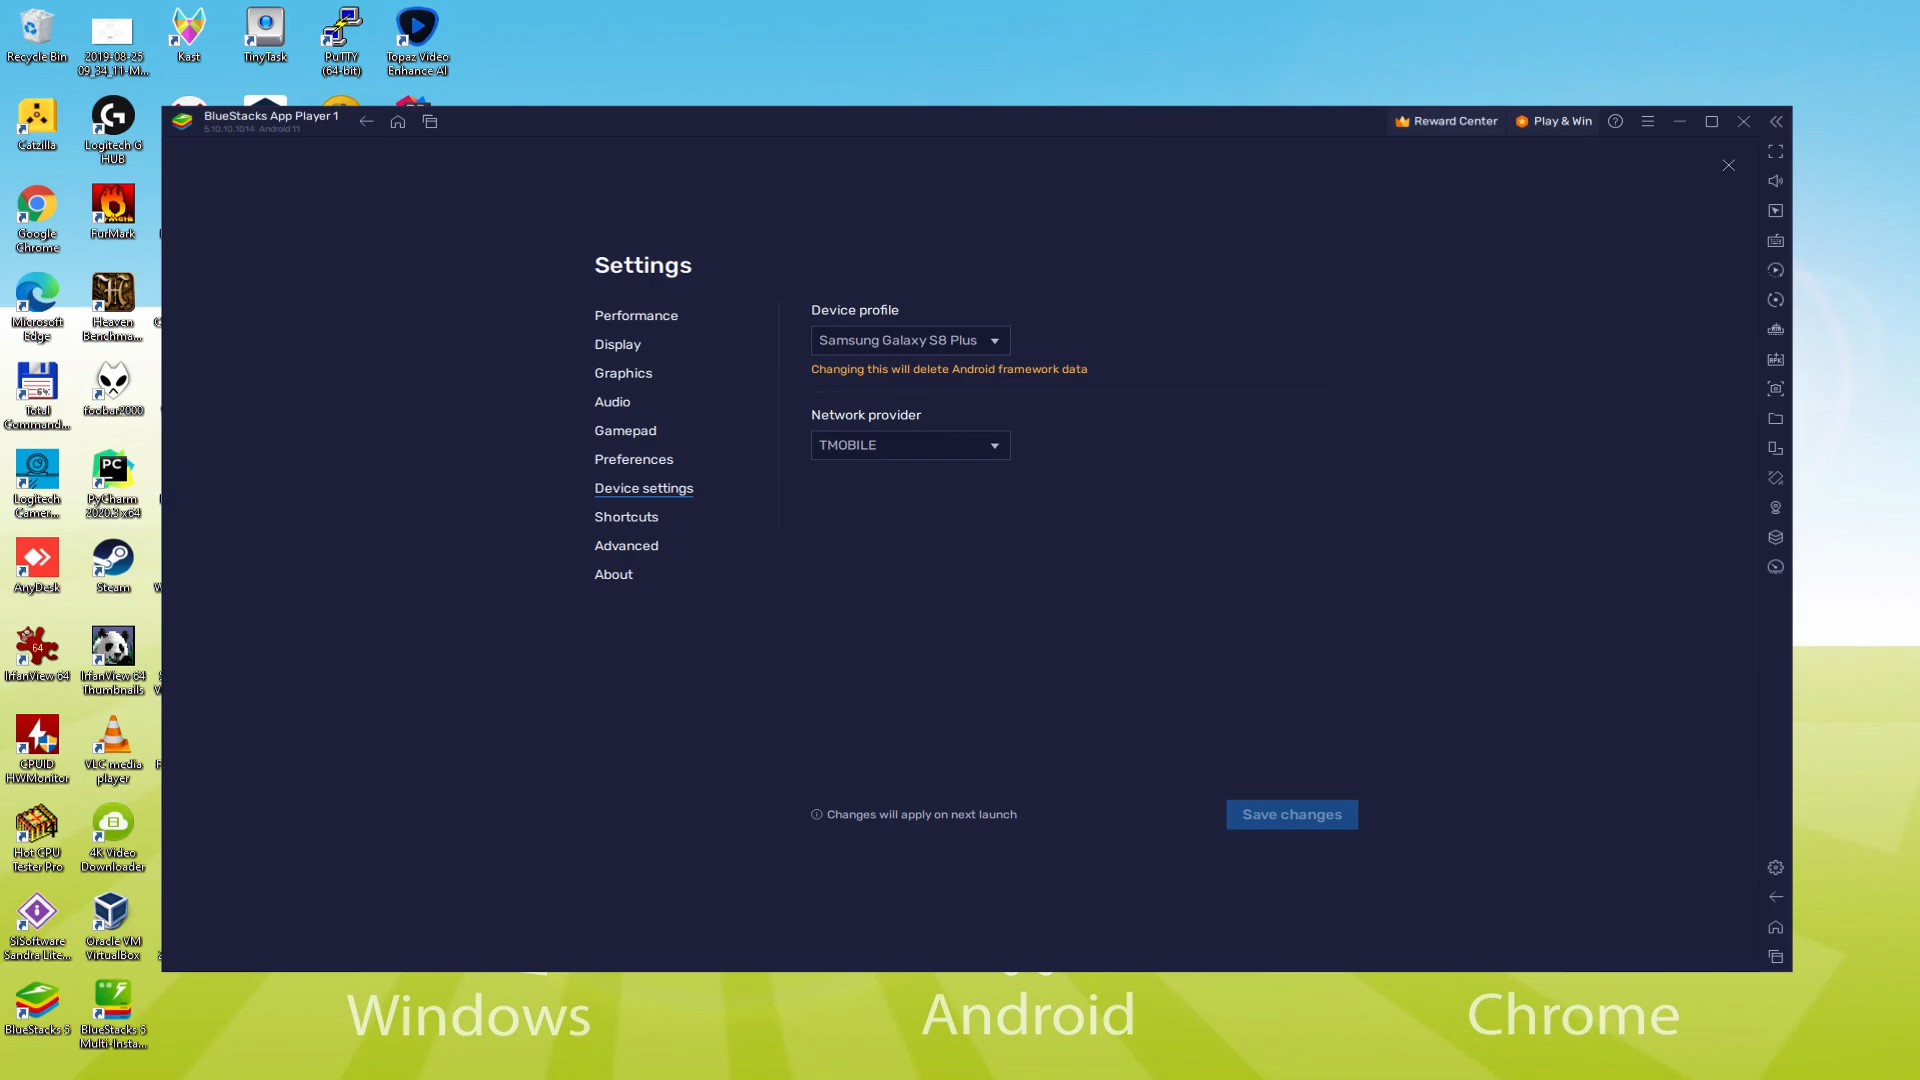 Recycle Bin
2019-08-25
09_34_11-M...
Kast
TinyTask
PuTTY
(64-bit)
Topaz Video
Enhance AI
Catzilla
Logitech G
HUB
Google
Chrome
FurMark
Microsoft
Edge
Heaven
Benchma...
Total
Command...
foobar2000
Logitech
Camer...
PyCharm
2020.3 x64
AnyDesk
Steam
IrfanView 64
IrfanView 64
Thumbnails
CPUID
HWMonitor
VLC media
player
Hot CPU
Tester Pro
4K Video
Downloader
SiSoftware
Sandra Lite...
Oracle VM
VirtualBox
BlueStacks 5
BlueStacks 5
Multi-Insta...
BlueStacks App Player 1
5.10.10.1014 Android 11
Reward Center
Play & Win
Settings
Performance
Display
Graphics
Audio
Gamepad
Preferences
Device settings
Shortcuts
Advanced
About
Device profile
Samsung Galaxy S8 Plus
Changing this will delete Android framework data
Network provider
TMOBILE
Changes will apply on next launch
Save changes
Windows
Android
Chrome